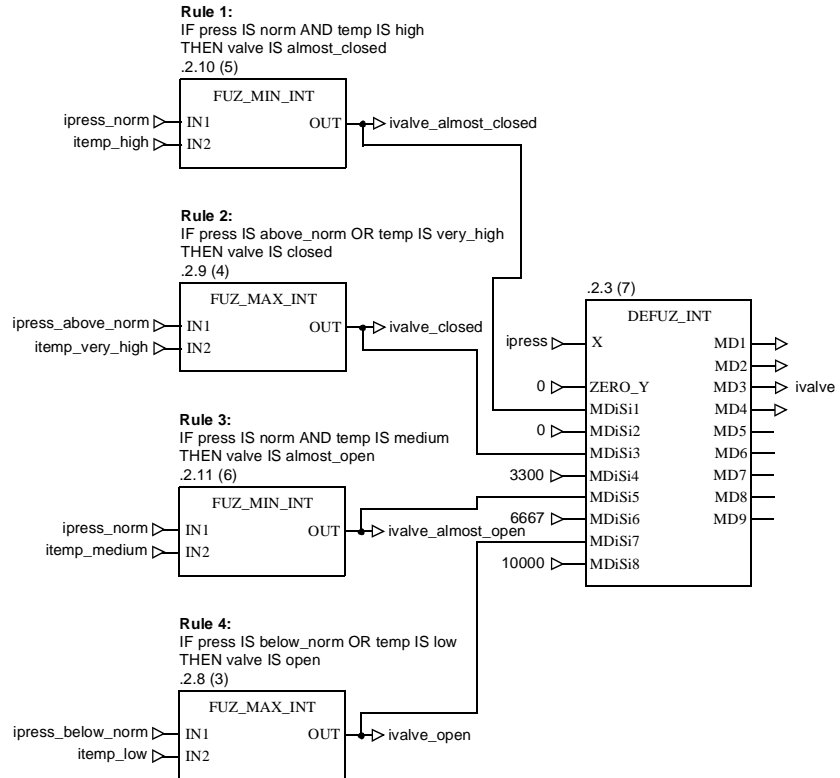 Rule 1:
IF press IS norm AND temp IS high
THEN valve IS almost_closed
.2.10 (5)
FUZ_MIN_INT
ipress_norm IN1 OUT ivalve_almost_closed
itemp_high IN2
Rule 2:
IF press IS above_norm OR temp IS very_high
THEN valve IS closed
.2.9 (4)
FUZ_MAX_INT
ipress_above_norm IN1 OUT ivalve_closed
itemp_very_high IN2
Rule 3:
IF press IS norm AND temp IS medium
THEN valve IS almost_open
.2.11 (6)
FUZ_MIN_INT
ipress_norm IN1 OUT ivalve_almost_open
itemp_medium IN2
Rule 4:
IF press IS below_norm OR temp IS low
THEN valve IS open
.2.8 (3)
FUZ_MAX_INT
ipress_below_norm IN1 OUT ivalve_open
itemp_low IN2
.2.3 (7)
DEFUZ_INT
ipress X MD1
MD2
0 ZERO_Y MD3 ivalve
MDiSi1 MD4
0 MDiSi2 MD5
MDiSi3 MD6
3300 MDiSi4 MD7
MDiSi5 MD8
6667 MDiSi6 MD9
MDiSi7
10000 MDiSi8